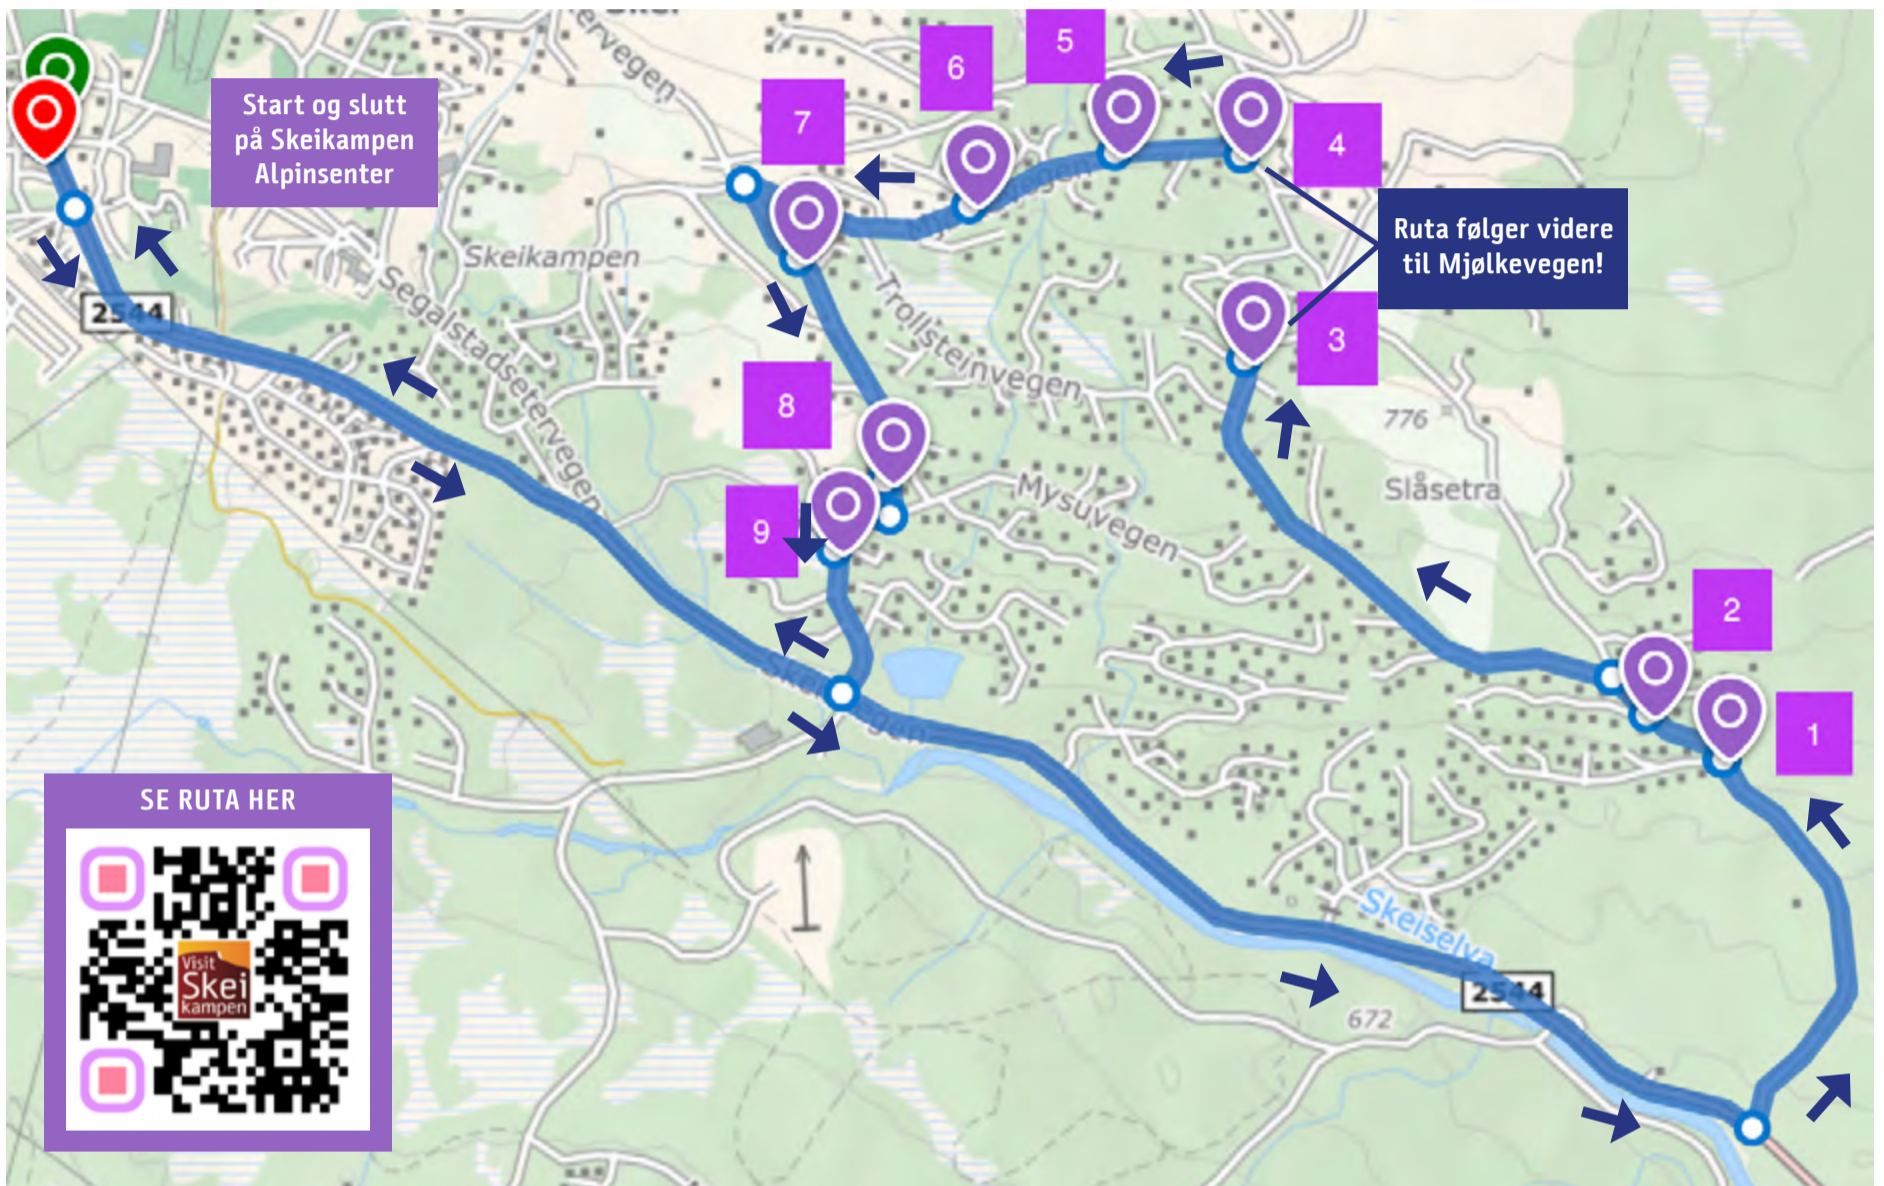 ervegen
5
6
Start og slutt
på Skeikampen
Alpinsenter
7
4
Ruta følger videre
til Mjølkevegen!
Skeikampen
Segalstadsetervegen
Trollsteinvegen
2544
3
8
776
Slåsetra
Mysuvegen
9
2
1
SE RUTA HER
Visit
Skei
kampen
Skeiselva
2544
672